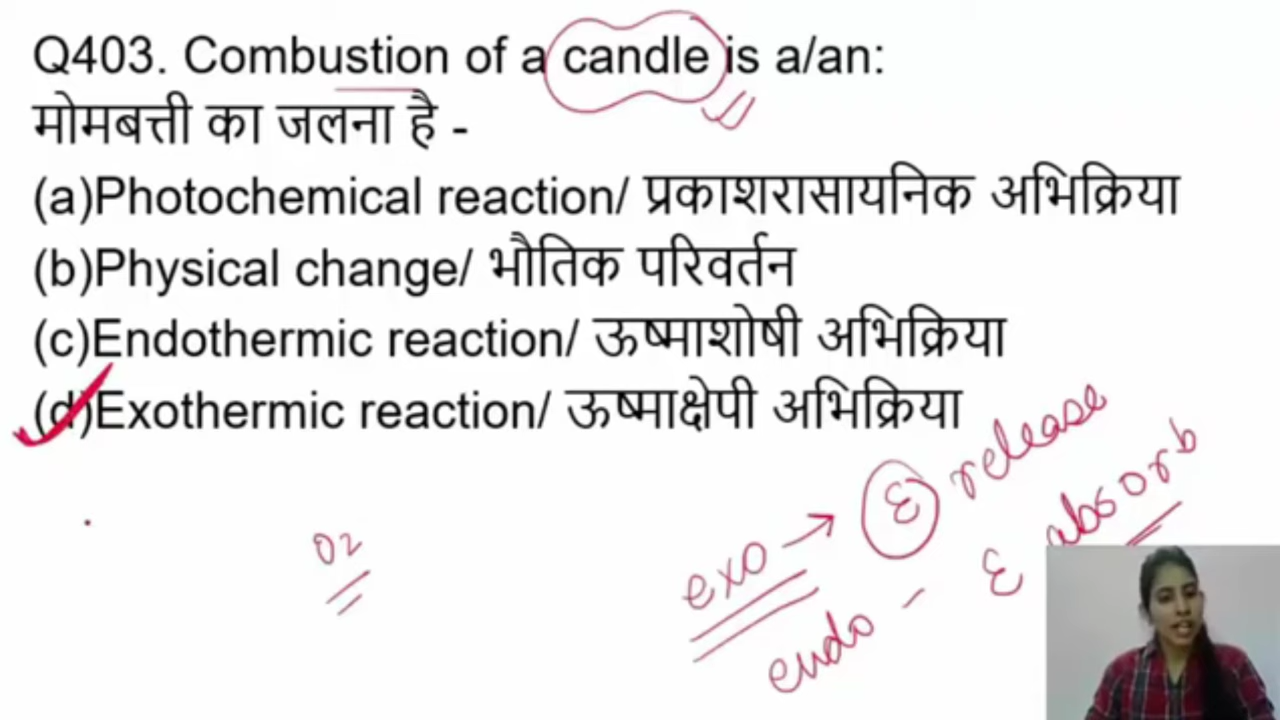 Q403. Combustion of a candle is a/an:
मोमबत्ती का जलना है -
(a)Photochemical reaction/ प्रकाशरासायनिक अभिक्रिया
(b)Physical change/ भौतिक परिवर्तन
(c)Endothermic reaction/ ऊष्माशोषी अभिक्रिया
(d)Exothermic reaction/ ऊष्माक्षेपी अभिक्रिया
O2
exo → E release
endo - E absorb